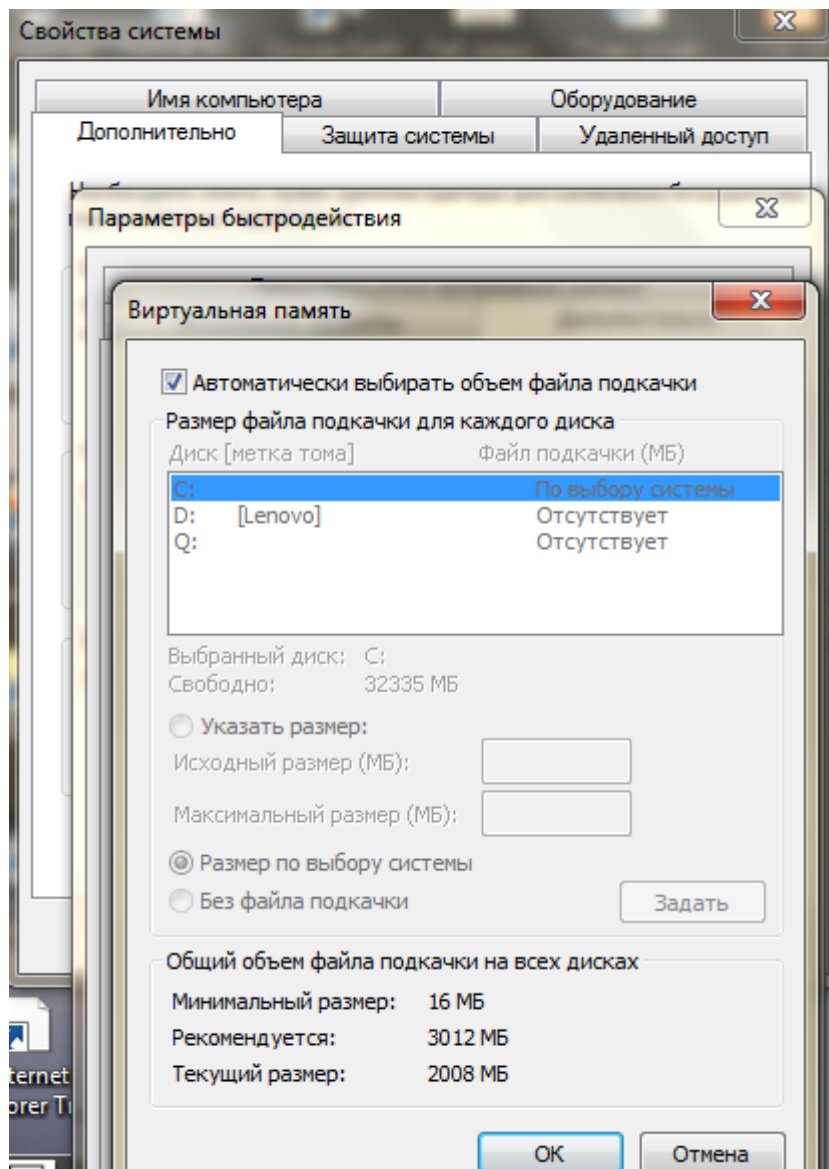 Свойства системы
Имя компьютера Оборудование
Дополнительно Защита системы Удаленный доступ
Параметры быстродействия
Виртуальная память
Автоматически выбирать объем файла подкачки
Размер файла подкачки для каждого диска
Диск [метка тома] Файл подкачки (МБ)
C: По выбору системы
D: [Lenovo] Отсутствует
Q: Отсутствует
Выбранный диск: C:
Свободно: 32335 МБ
Указать размер:
Исходный размер (МБ):
Максимальный размер (МБ):
Размер по выбору системы
Без файла подкачки Задать
Общий объем файла подкачки на всех дисках
Минимальный размер: 16 МБ
Рекомендуется: 3012 МБ
Текущий размер: 2008 МБ
ternet
orer
ОК Отмена